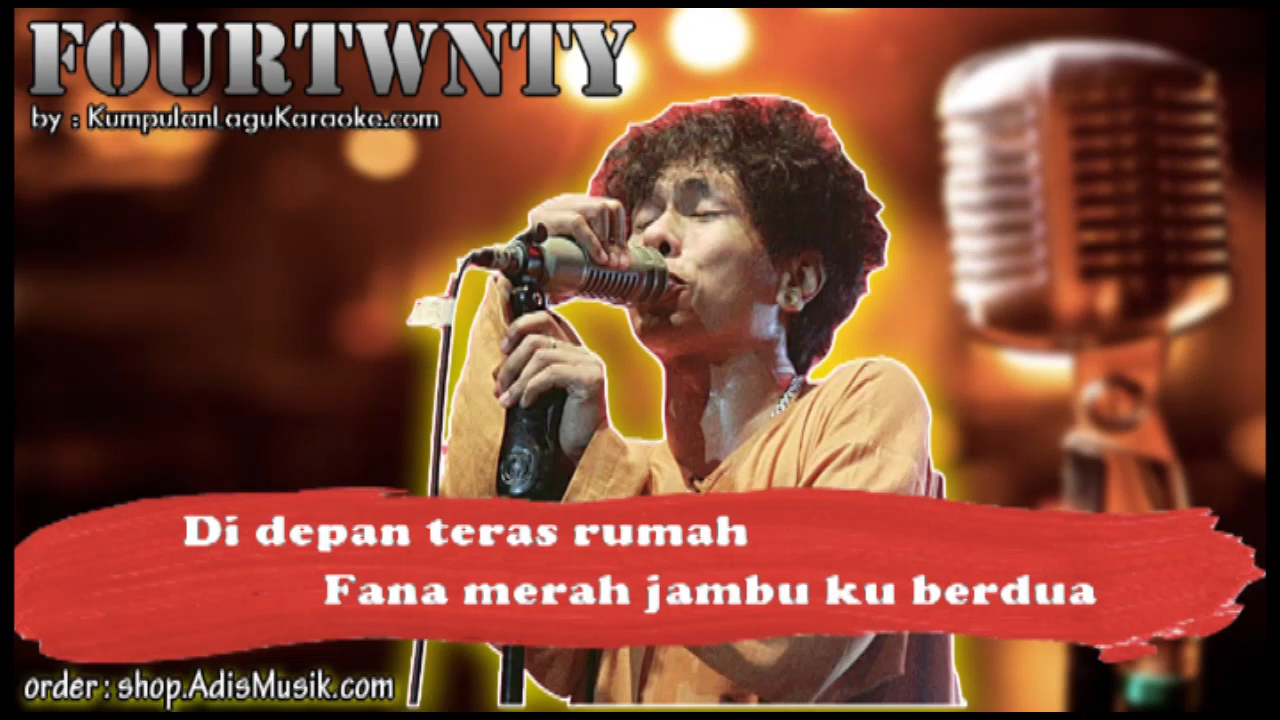 FOURTWNTY
by : KumpulanLaguKaraoke.com
Di depan teras rumah
Fana merah jambu ku berdua
order : shop.AdisMusik.com